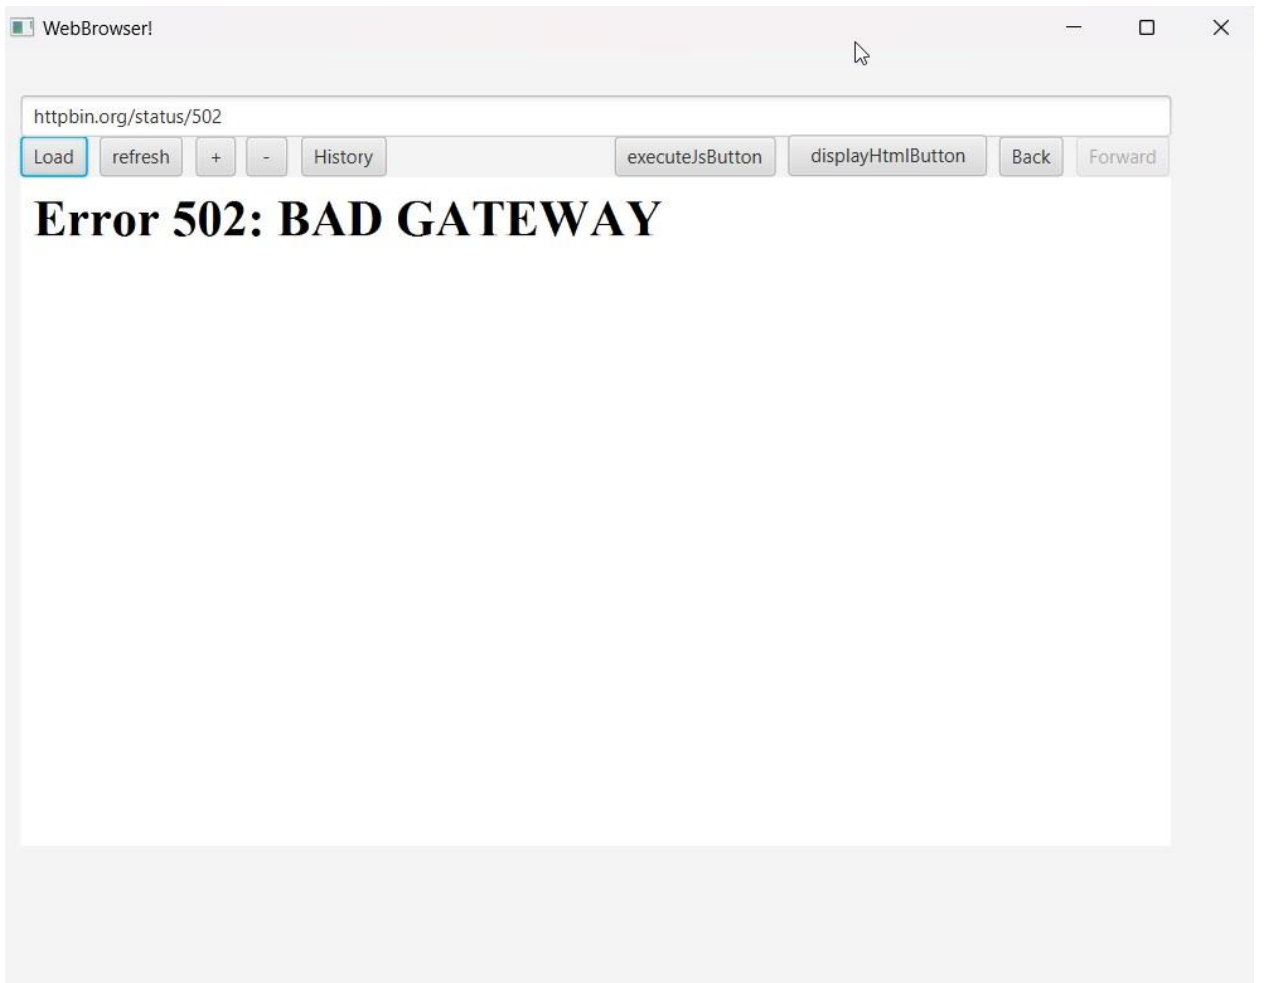 WebBrowser!
httpbin.org/status/502
Load refresh + - History executeJsButton displayHtmlButton Back Forward
Error 502: BAD GATEWAY